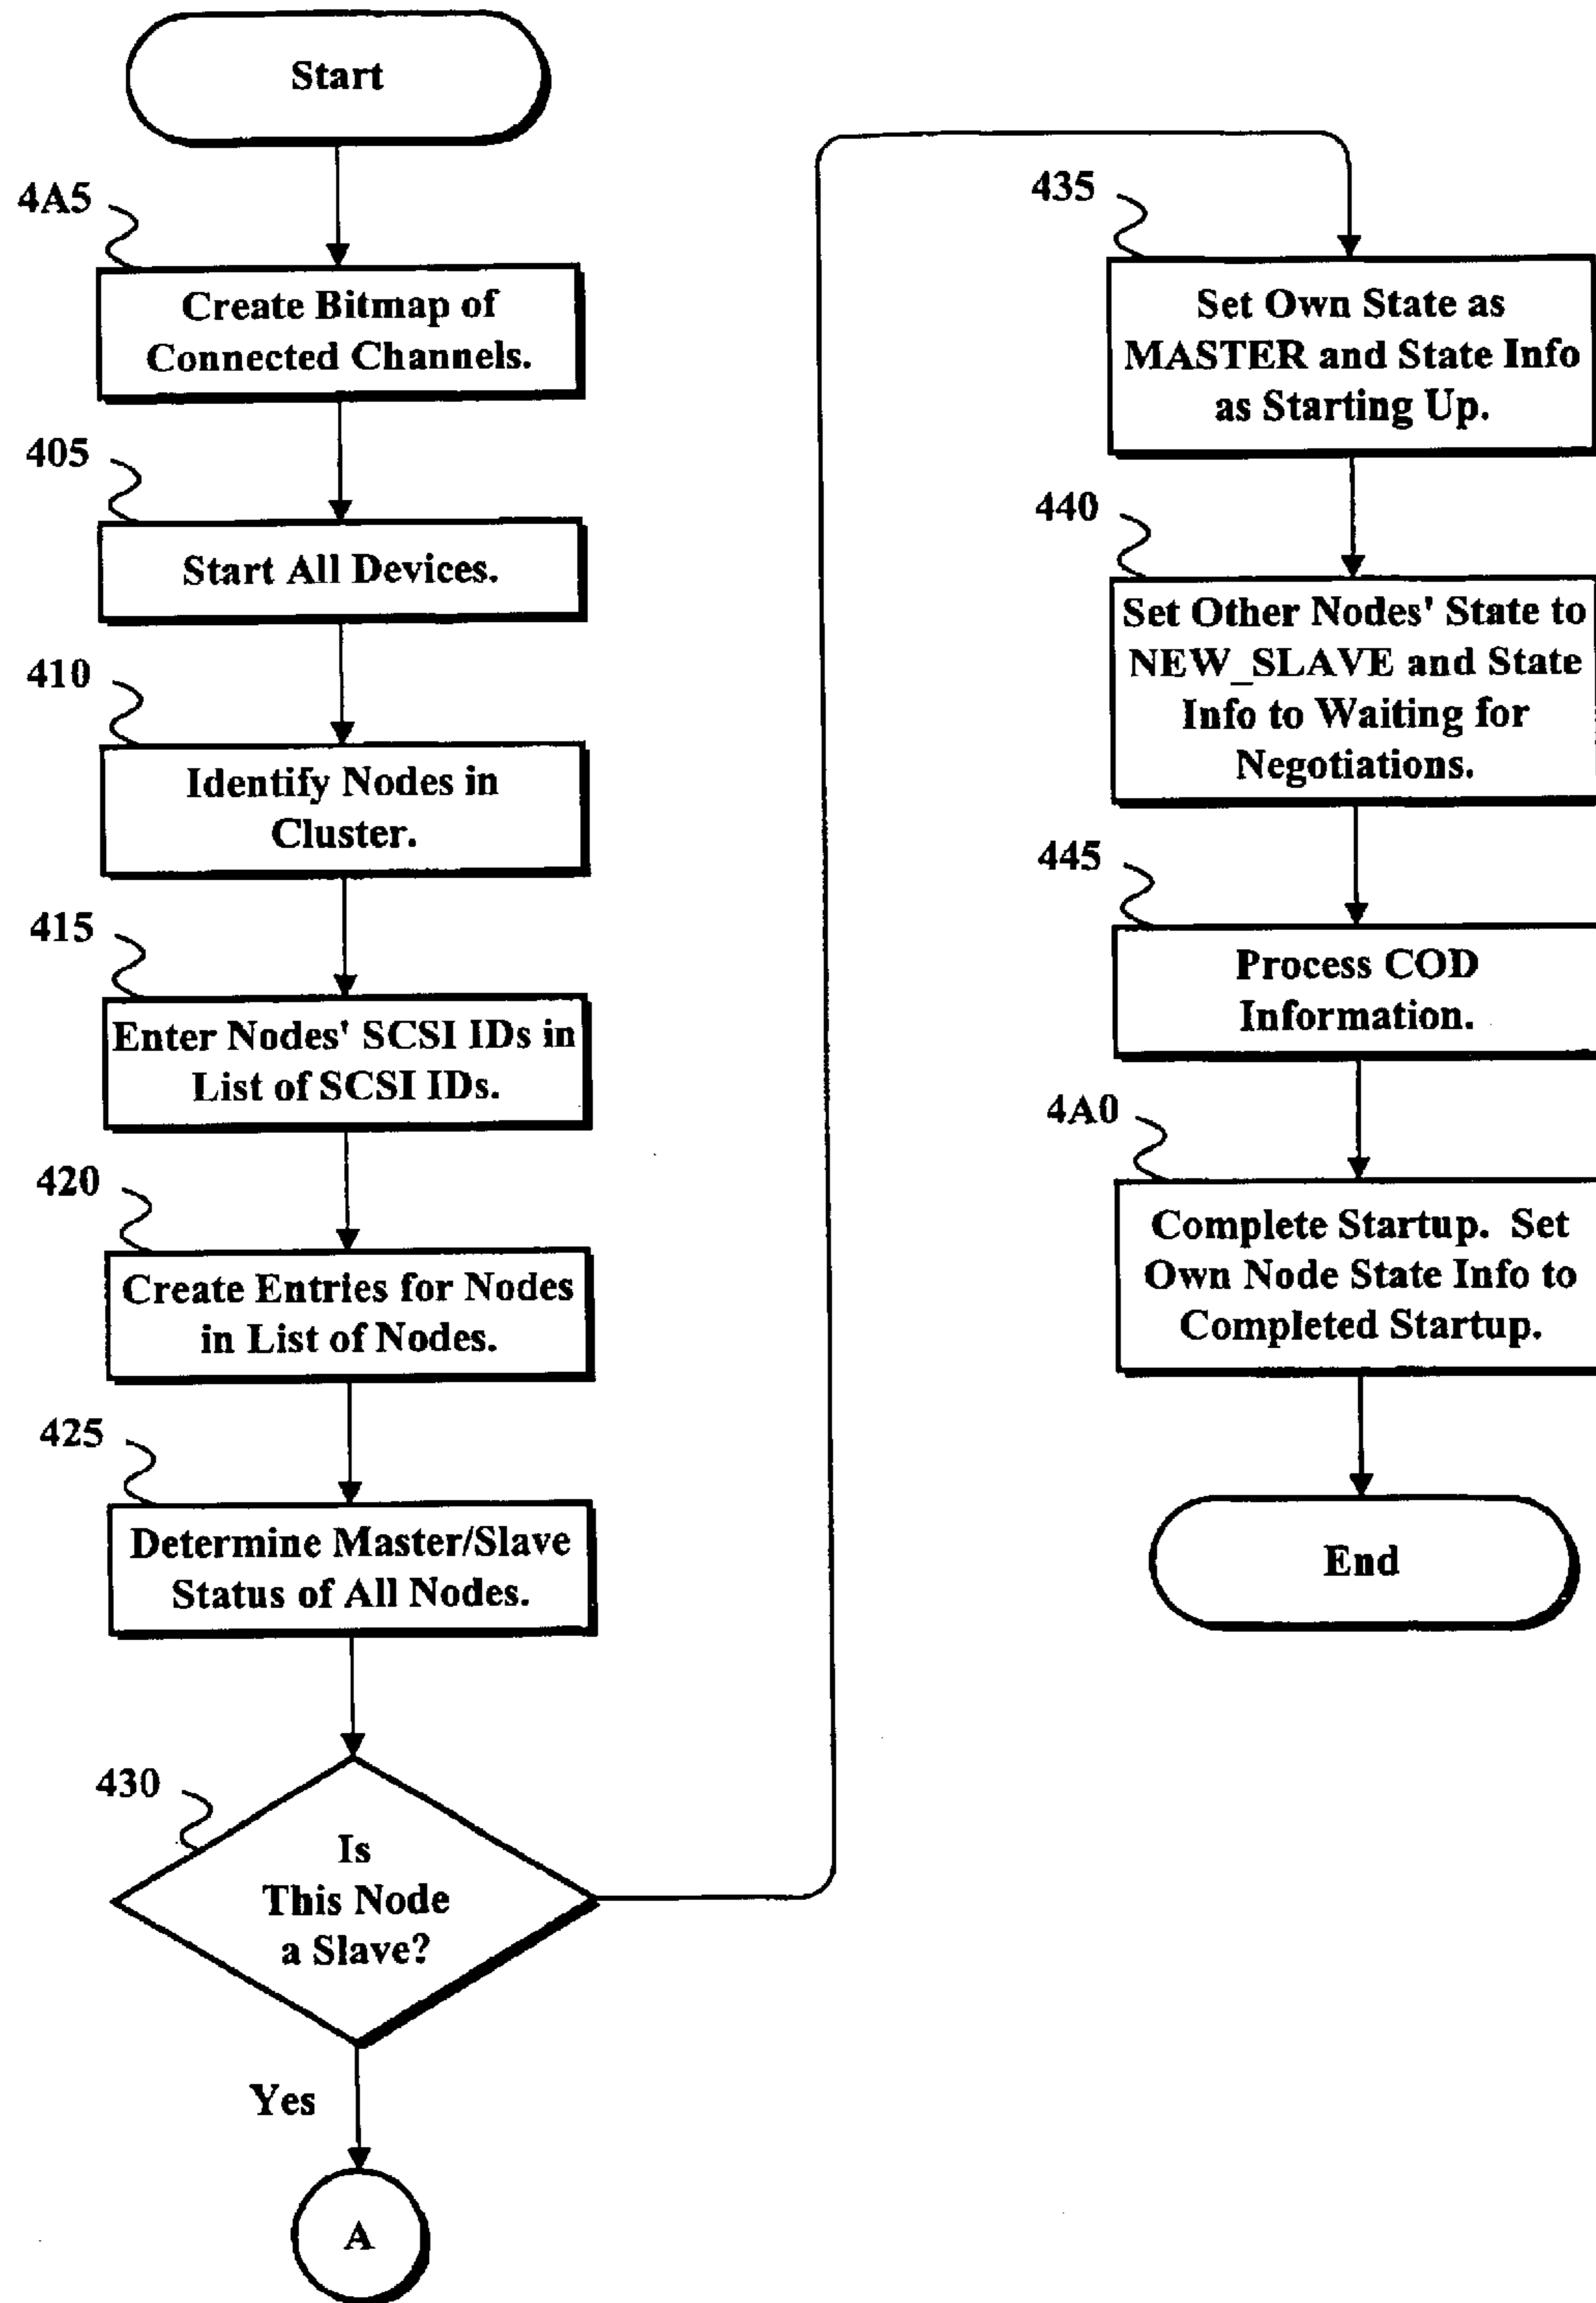 Start
4A5
Create Bitmap of
Connected Channels.
405
Start All Devices.
410
Identify Nodes in
Cluster.
415
Enter Nodes' SCSI IDs in
List of SCSI IDs.
420
Create Entries for Nodes
in List of Nodes.
425
Determine Master/Slave
Status of All Nodes.
430
Is
This Node
a Slave?
Yes
A
435
Set Own State as
MASTER and State Info
as Starting Up.
440
Set Other Nodes' State to
NEW_SLAVE and State
Info to Waiting for
Negotiations.
445
Process COD
Information.
4A0
Complete Startup. Set
Own Node State Info to
Completed Startup.
End